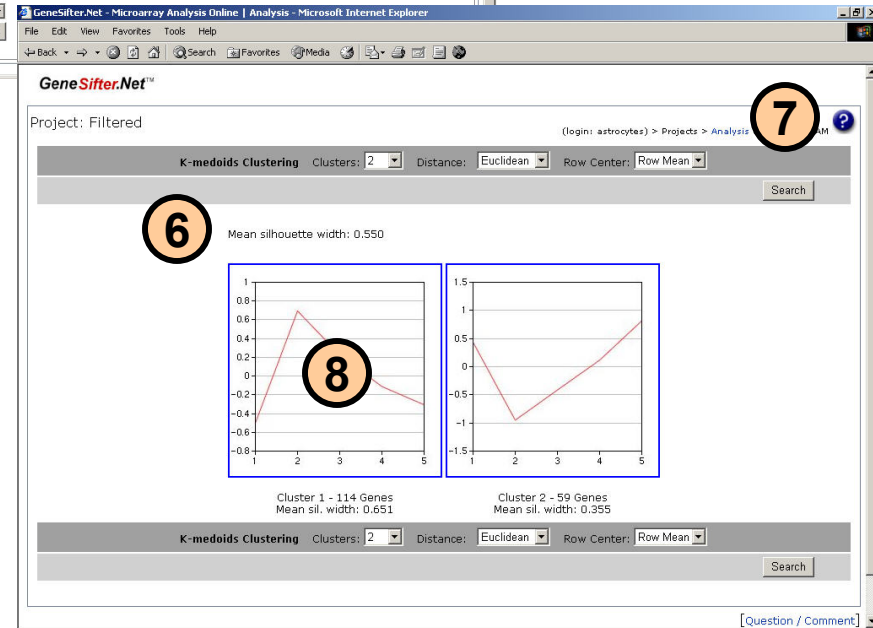 GeneSifter.Net - Microarray Analysis Online | Analysis - Microsoft Internet Explorer
File Edit View Favorites Tools Help
Back Search Favorites Media
GeneSifter.Net™
Project: Filtered
(login: astrocytes) > Projects > Analysis AM
7
K-medoids Clustering Clusters: 2 Distance: Euclidean Row Center: Row Mean
Search
6
Mean silhouette width: 0.550
1
0.8
0.6
0.4
0.2
0
-0.2
-0.4
-0.6
-0.8
1 2 3 4 5
8
1.5
1
0.5
0
-0.5
-1
-1.5
1 2 3 4 5
Cluster 1 - 114 Genes
Mean sil. width: 0.651
Cluster 2 - 59 Genes
Mean sil. width: 0.355
K-medoids Clustering Clusters: 2 Distance: Euclidean Row Center: Row Mean
Search
[Question / Comment]